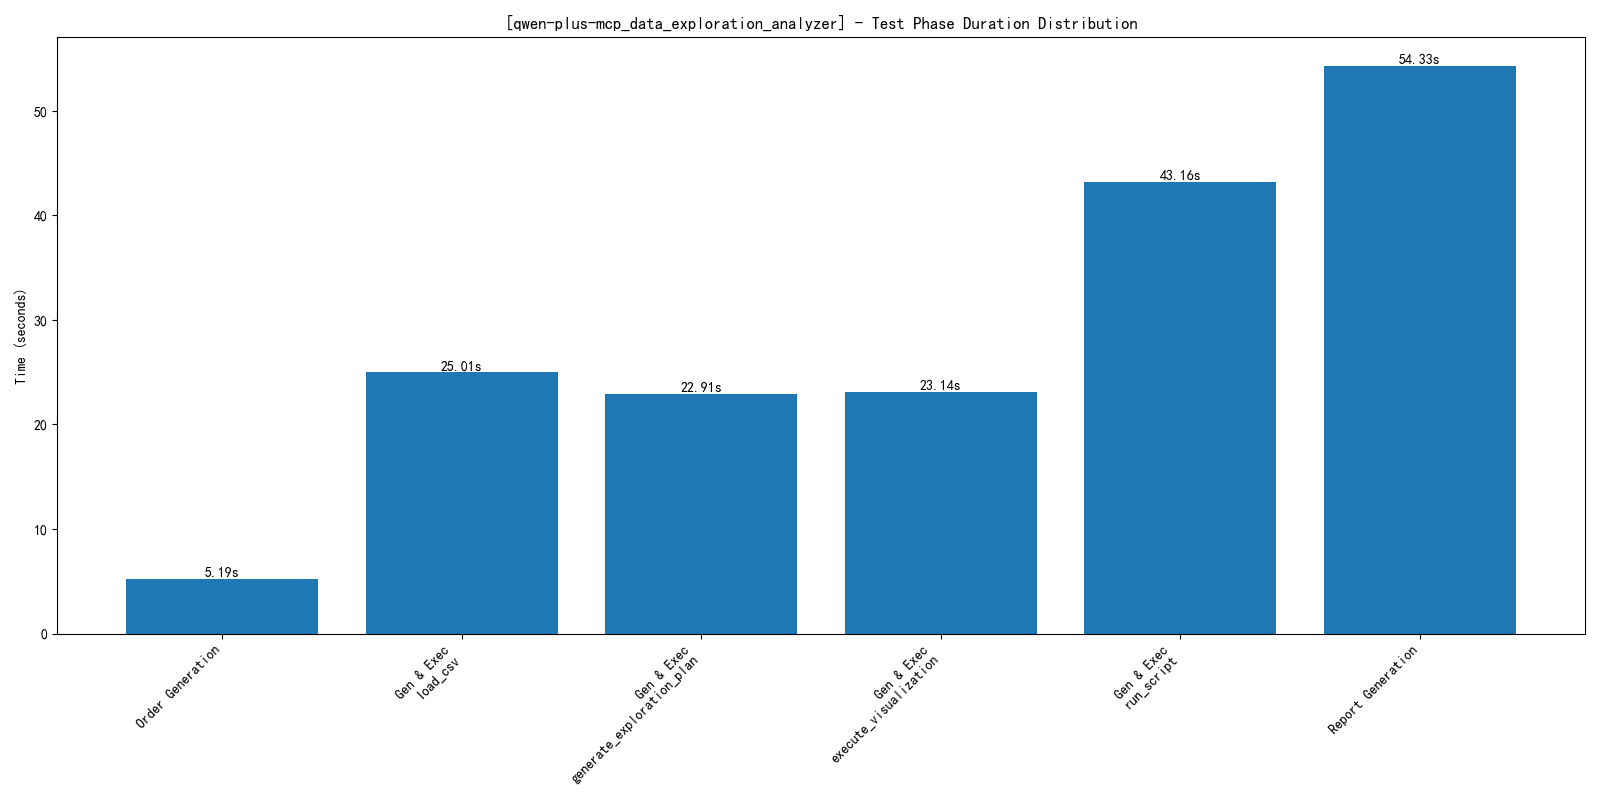 [qwen-plus-mcp_data_exploration_analyzer] - Test Phase Duration Distribution
Time (seconds)
50
40
30
20
10
0
5.19s
25.01s
22.91s
23.14s
43.16s
54.33s
Order Generation
Gen & Exec
load_csv
Gen & Exec
generate_exploration_plan
Gen & Exec
execute_visualization
Gen & Exec
run_script
Report Generation